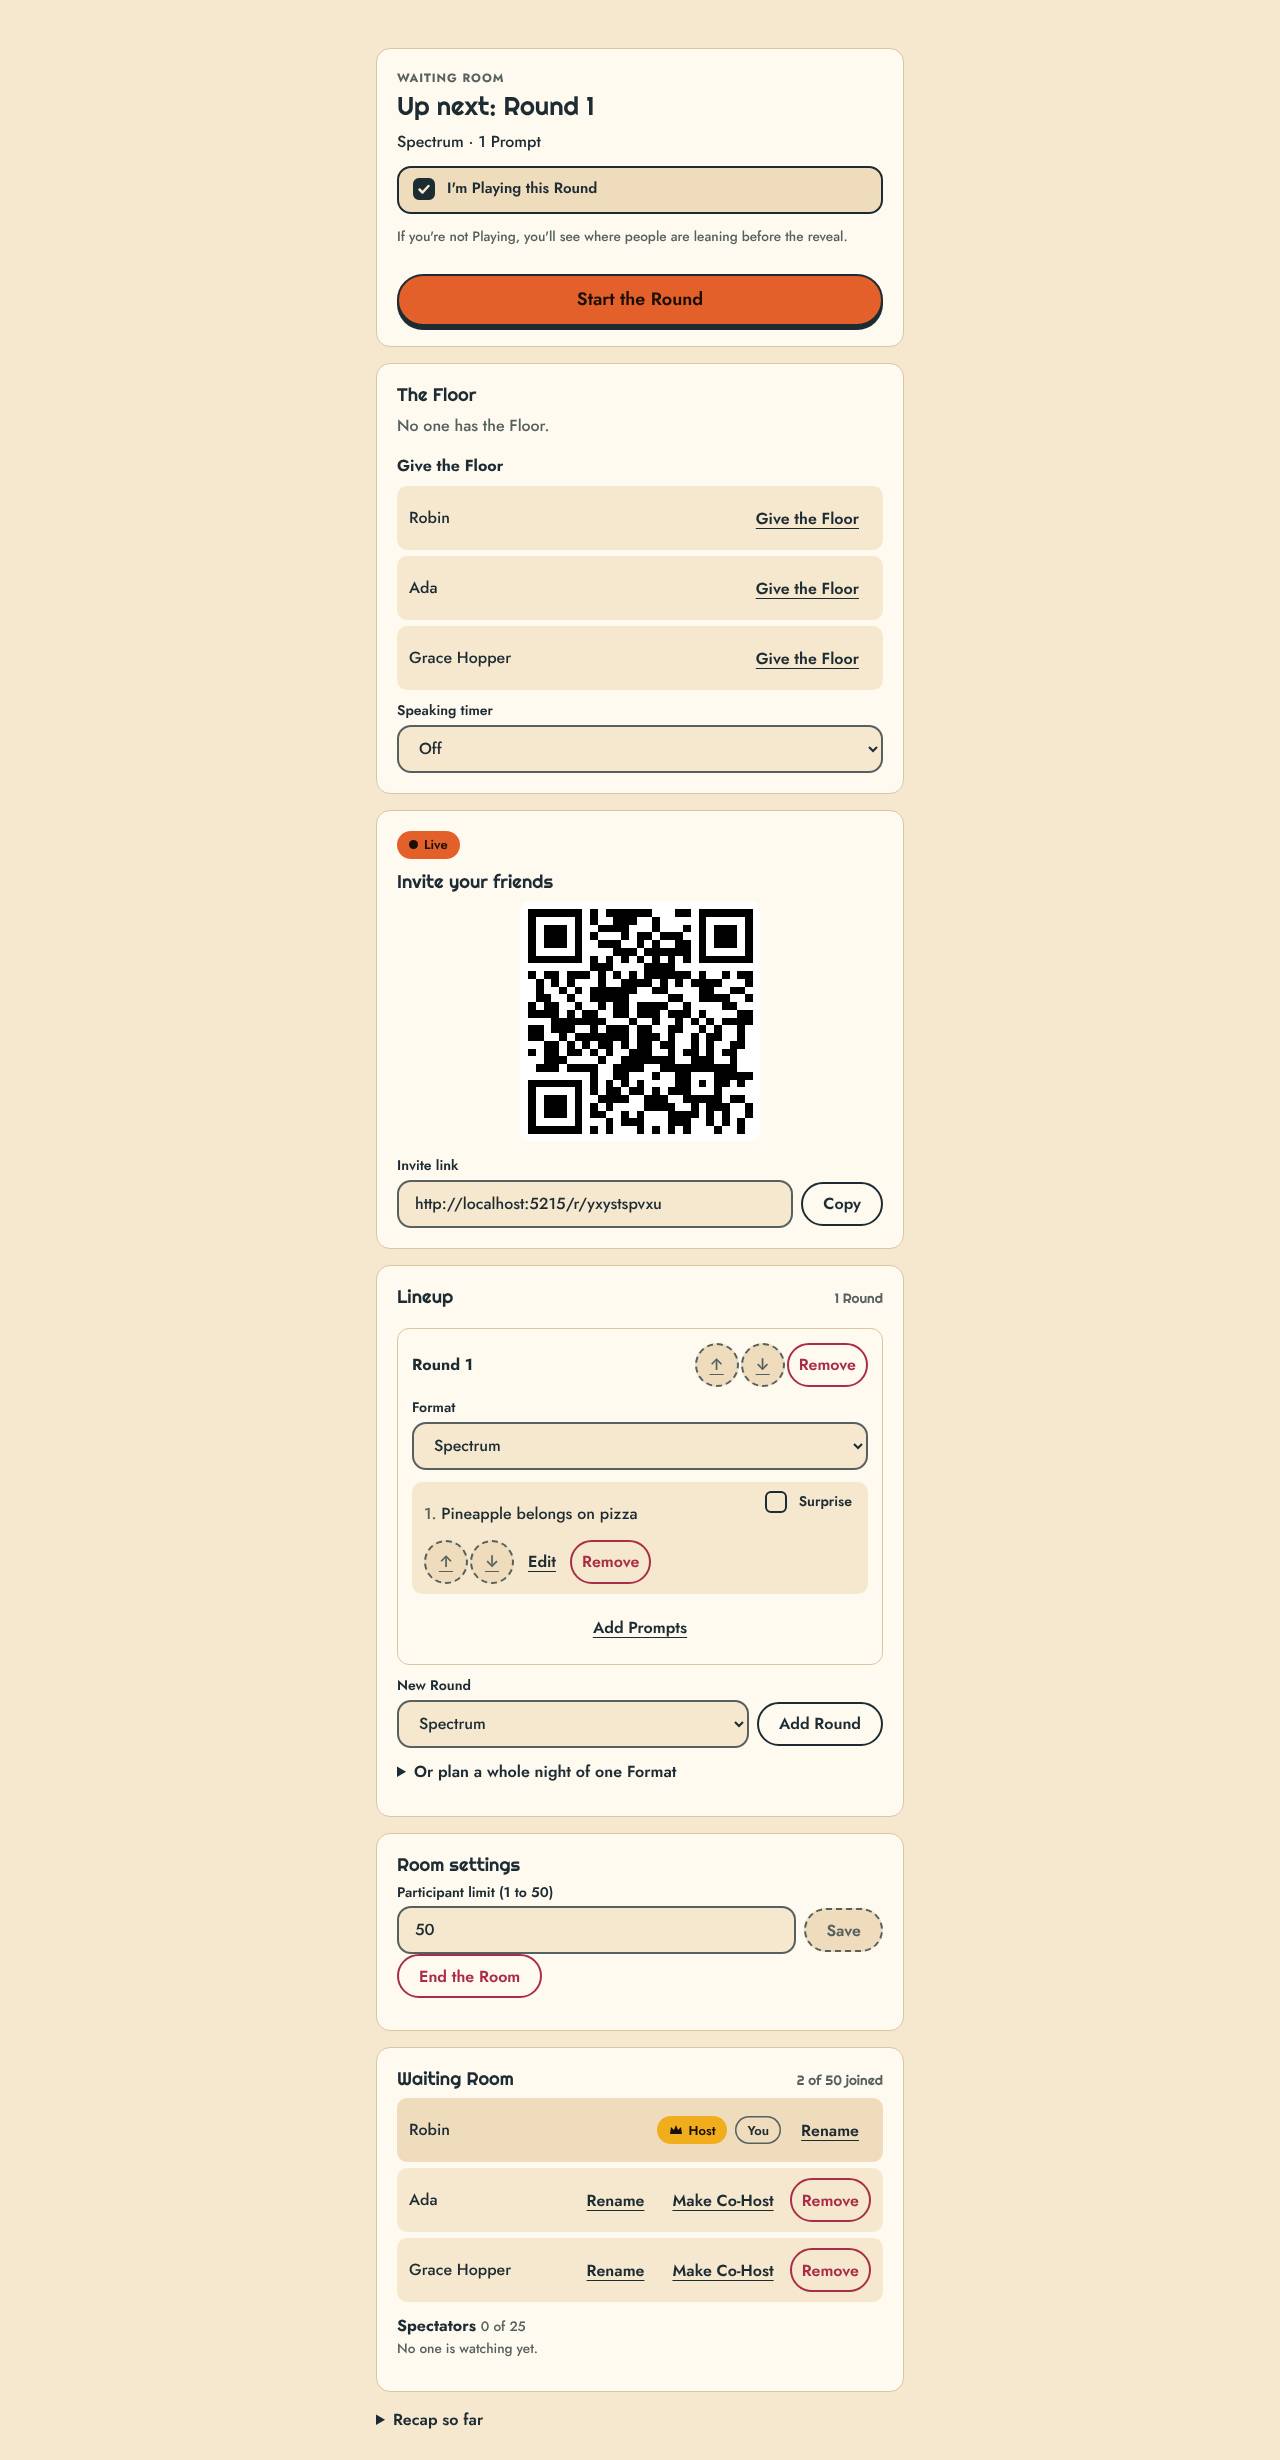 WAITING ROOM
Up next: Round 1
Spectrum · 1 Prompt
I'm Playing this Round
If you're not Playing, you'll see where people are leaning before the reveal.
Start the Round
The Floor
No one has the Floor.
Give the Floor
Robin Give the Floor
Ada Give the Floor
Grace Hopper Give the Floor
Speaking timer
Off
Live
Invite your friends
Invite link
http://localhost:5215/r/yxystspvxu Copy
Lineup 1 Round
Round 1 ↑ ↓ Remove
Format
Spectrum
1. Pineapple belongs on pizza Surprise
↑ ↓ Edit Remove
Add Prompts
New Round
Spectrum Add Round
Or plan a whole night of one Format
Room settings
Participant limit (1 to 50)
50 Save
End the Room
Waiting Room 2 of 50 joined
Robin Host You Rename
Ada Rename Make Co-Host Remove
Grace Hopper Rename Make Co-Host Remove
Spectators 0 of 25
No one is watching yet.
Recap so far